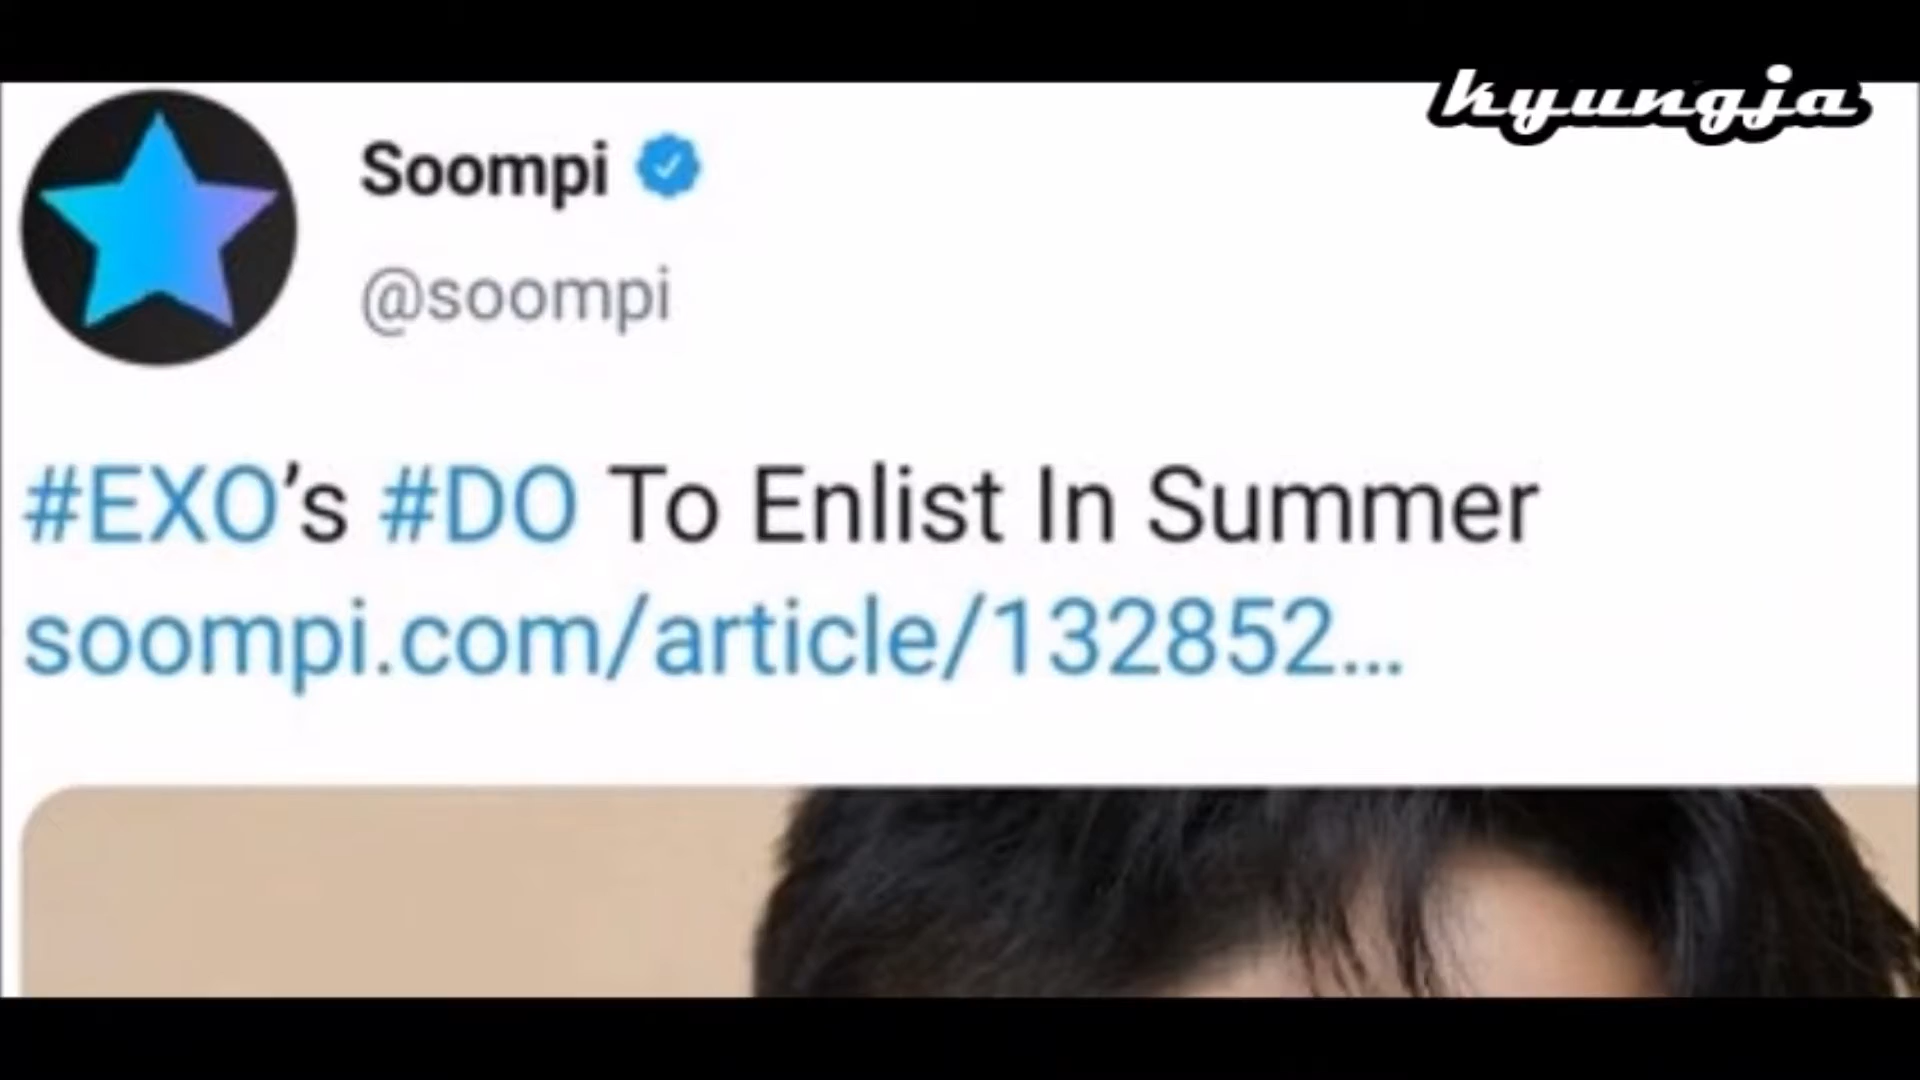 kyungja
Soompi
@soompi
#EXO’s #DO To Enlist In Summer
soompi.com/article/132852…